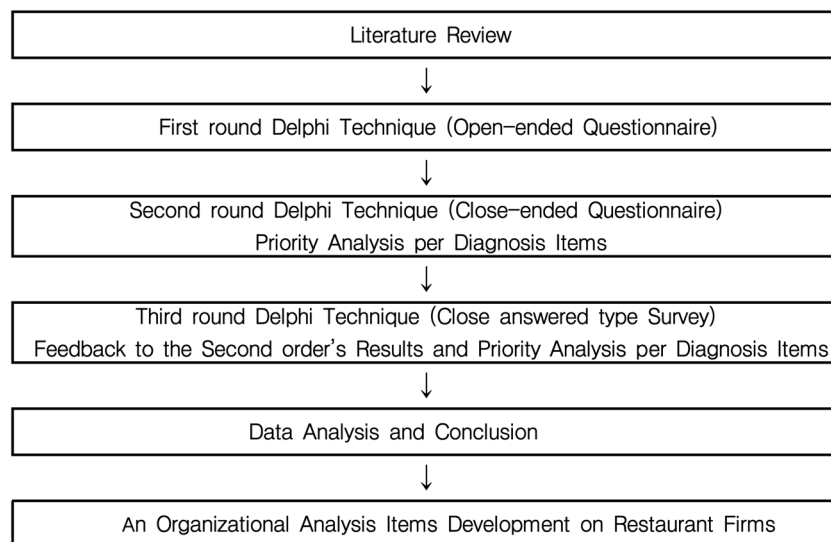 Literature Review
First round Delphi Technique (Open-ended Questionnaire)
Second round Delphi Technique (Close-ended Questionnaire)
Priority Analysis per Diagnosis Items
Third round Delphi Technique (Close answered type Survey)
Feedback to the Second order's Results and Priority Analysis per Diagnosis Items
Data Analysis and Conclusion
An Organizational Analysis Items Development on Restaurant Firms